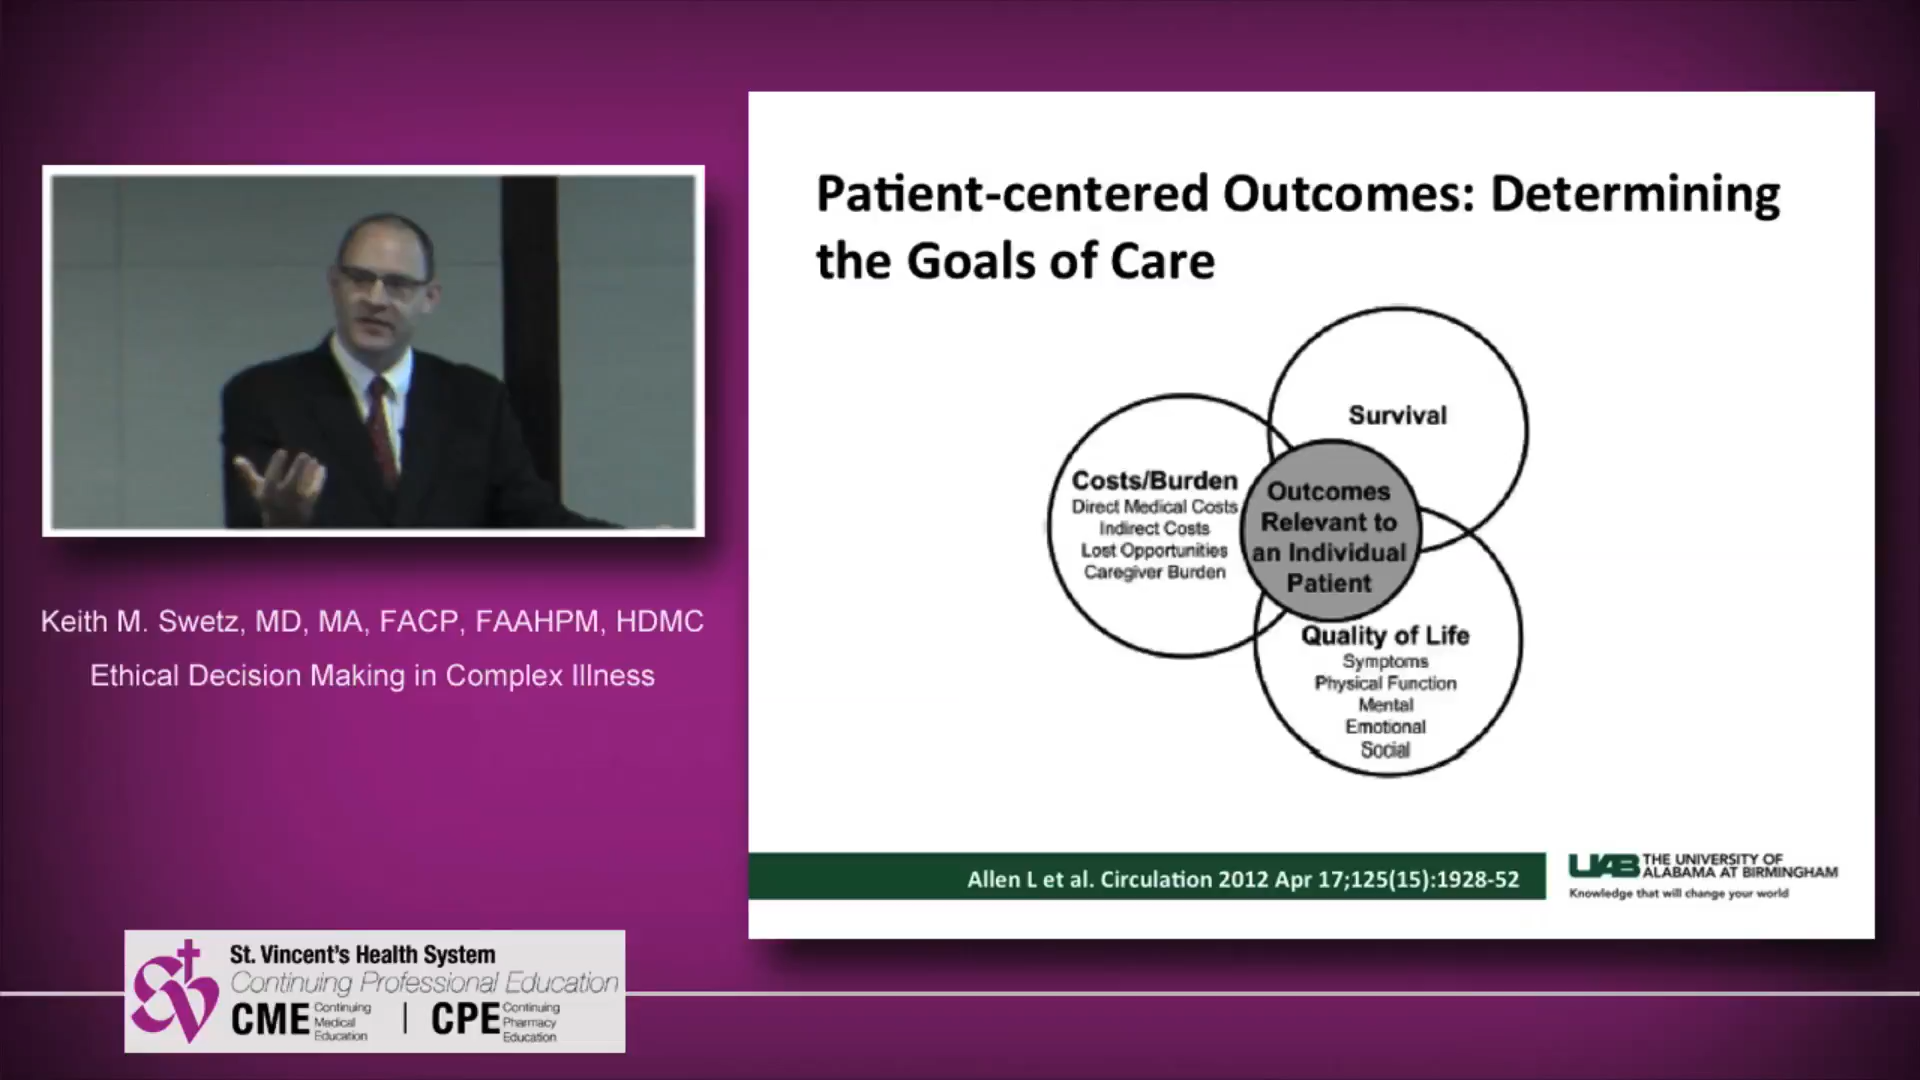 Patient-centered Outcomes: Determining
the Goals of Care
Survival
Costs/Burden
Direct Medical Costs
Indirect Costs
Lost Opportunities
Caregiver Burden
Outcomes
Relevant to
an Individual
Patient
Quality of Life
Symptoms
Physical Function
Mental
Emotional
Social
Allen L et al. Circulation 2012 Apr 17;125(15):1928-52
UAB THE UNIVERSITY OF
ALABAMA AT BIRMINGHAM
Knowledge that will change your world
Keith M. Swetz, MD, MA, FACP, FAAHPM, HDMC
Ethical Decision Making in Complex Illness
St. Vincent's Health System
Continuing Professional Education
CME Continuing
Medical
Education
| CPE Continuing
Pharmacy
Education